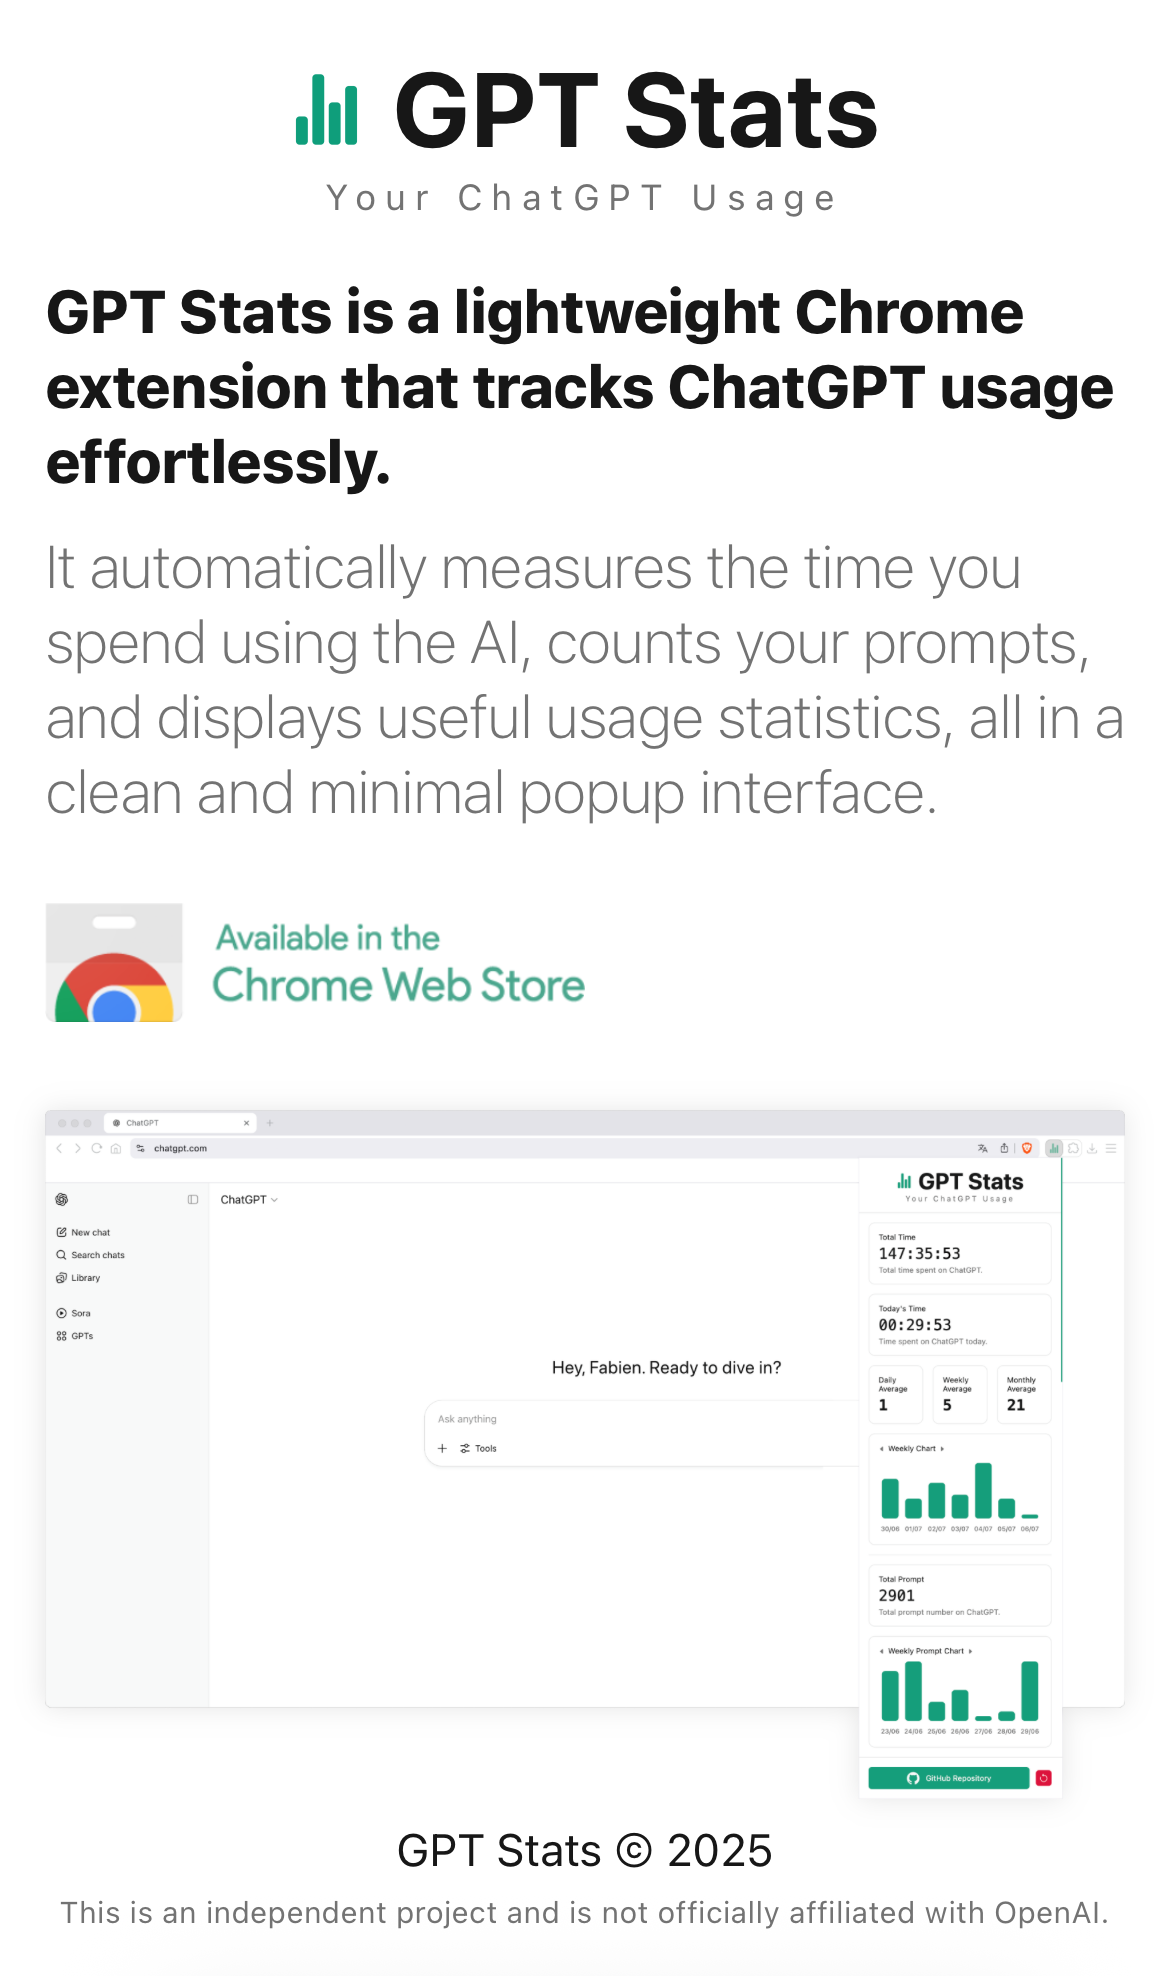 GPT Stats
Your ChatGPT Usage
GPT Stats is a lightweight Chrome
extension that tracks ChatGPT usage
effortlessly.
It automatically measures the time you
spend using the AI, counts your prompts,
and displays useful usage statistics, all in a
clean and minimal popup interface.
Available in the
Chrome Web Store
ChatGPT
chatgpt.com
ChatGPT
New chat
Search chats
Library
Sora
GPTs
Hey, Fabien. Ready to dive in?
Ask anything
Tools
GPT Stats
Your ChatGPT Usage
Total Time
147:35:53
Total time spent on ChatGPT.
Today's Time
00:29:53
Time spent on ChatGPT today.
Daily Average
1
Weekly Average
5
Monthly Average
21
Weekly Chart
30/06 01/07 02/07 03/07 04/07 05/07 06/07
Total Prompt
2901
Total prompt number on ChatGPT.
Weekly Prompt Chart
23/06 24/06 25/06 26/06 27/06 28/06 29/06
GitHub Repository
GPT Stats © 2025
This is an independent project and is not officially affiliated with OpenAI.